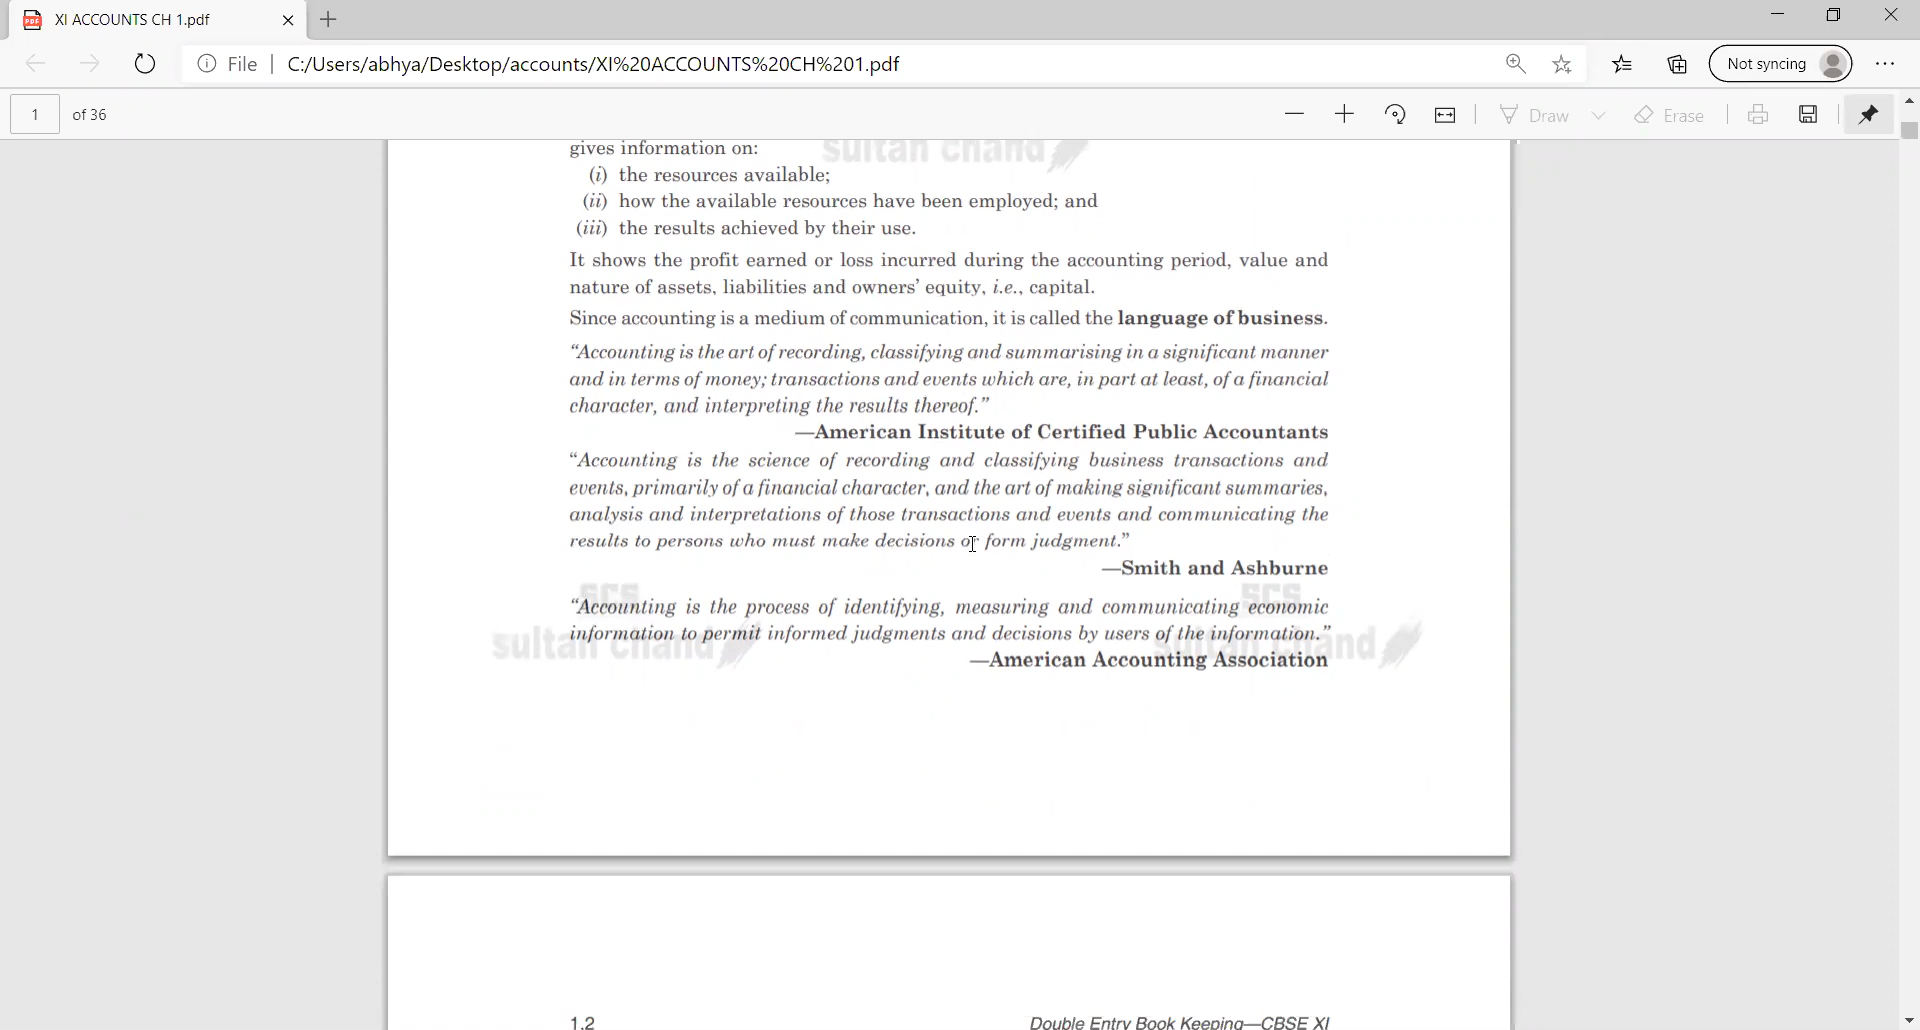 XI ACCOUNTS CH 1.pdf
File | C:/Users/abhya/Desktop/accounts/XI%20ACCOUNTS%20CH%201.pdf
Not syncing
1 of 36
Draw
Erase
gives information on:
sultan chand
(i) the resources available;
(ii) how the available resources have been employed; and
(iii) the results achieved by their use.
It shows the profit earned or loss incurred during the accounting period, value and
nature of assets, liabilities and owners' equity, i.e., capital.
Since accounting is a medium of communication, it is called the language of business.
“Accounting is the art of recording, classifying and summarising in a significant manner
and in terms of money; transactions and events which are, in part at least, of a financial
character, and interpreting the results thereof.”
—American Institute of Certified Public Accountants
“Accounting is the science of recording and classifying business transactions and
events, primarily of a financial character, and the art of making significant summaries,
analysis and interpretations of those transactions and events and communicating the
results to persons who must make decisions or form judgment.”
—Smith and Ashburne
scs
scs
“Accounting is the process of identifying, measuring and communicating economic
information to permit informed judgments and decisions by users of the information.”
sultan chand
sultan chand
—American Accounting Association
1.2
Double Entry Book Keeping—CBSE XI